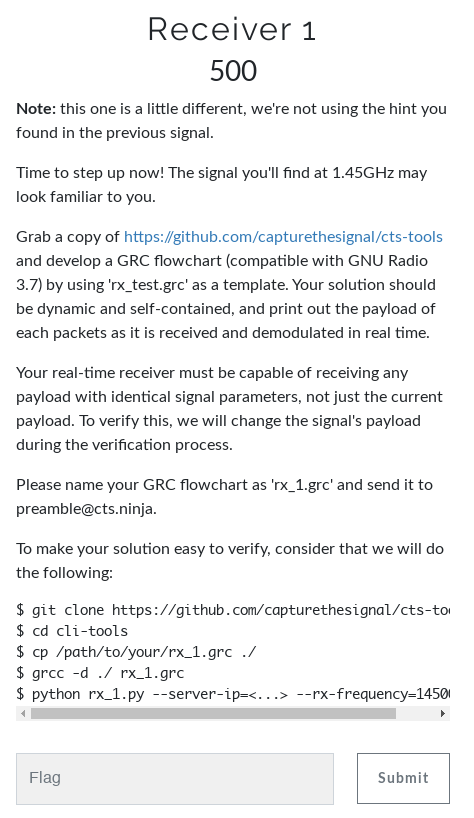 Receiver 1
500
Note: this one is a little different, we're not using the hint you
found in the previous signal.
Time to step up now! The signal you'll find at 1.45GHz may
look familiar to you.
Grab a copy of https://github.com/capturethesignal/cts-tools
and develop a GRC flowchart (compatible with GNU Radio
3.7) by using 'rx_test.grc' as a template. Your solution should
be dynamic and self-contained, and print out the payload of
each packets as it is received and demodulated in real time.
Your real-time receiver must be capable of receiving any
payload with identical signal parameters, not just the current
payload. To verify this, we will change the signal's payload
during the verification process.
Please name your GRC flowchart as 'rx_1.grc' and send it to
preamble@cts.ninja.
To make your solution easy to verify, consider that we will do
the following:
$ git clone https://github.com/capturethesignal/cts-too
$ cd cli-tools
$ cp /path/to/your/rx_1.grc ./
$ grcc -d ./ rx_1.grc
$ python rx_1.py --server-ip=<...> --rx-frequency=14500
Flag
Submit